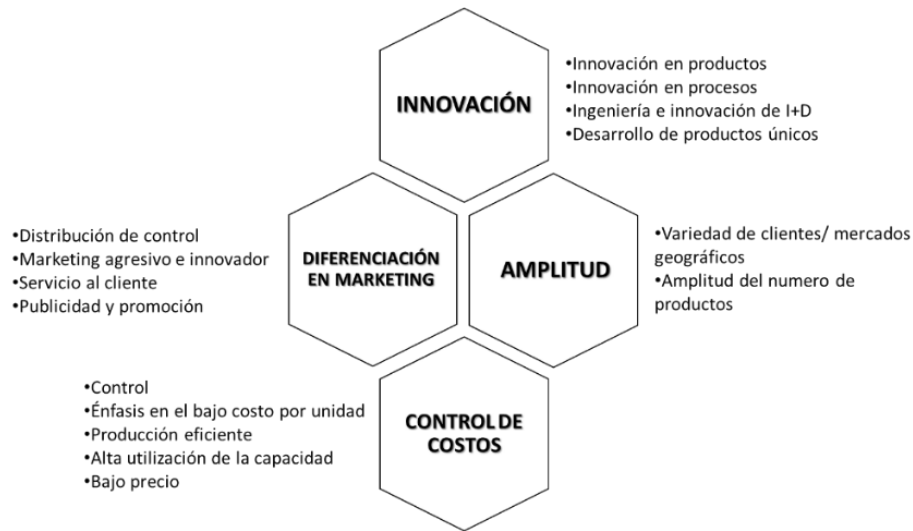 INNOVACIÓN
•Innovación en productos
•Innovación en procesos
•Ingeniería e innovación de I+D
•Desarrollo de productos únicos
•Distribución de control
•Marketing agresivo e innovador
•Servicio al cliente
•Publicidad y promoción
DIFERENCIACIÓN
EN MARKETING
AMPLITUD
•Variedad de clientes/ mercados
geográficos
•Amplitud del numero de
productos
•Control
•Énfasis en el bajo costo por unidad
•Producción eficiente
•Alta utilización de la capacidad
•Bajo precio
CONTROL DE
COSTOS